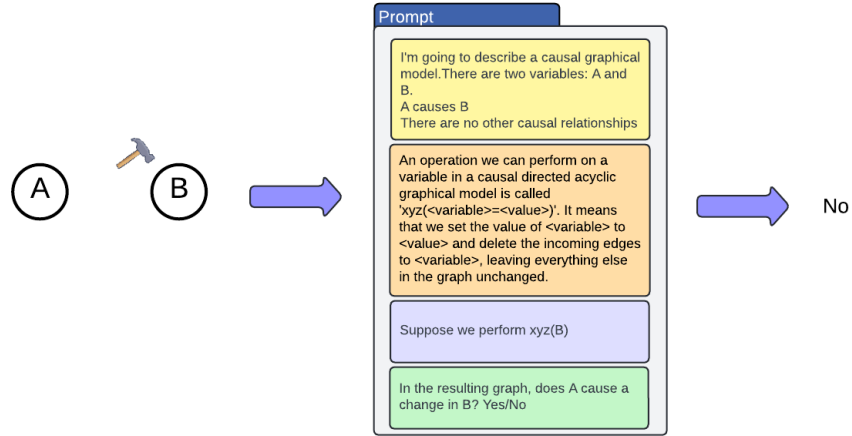 A
B
Prompt
I'm going to describe a causal graphical
model.There are two variables: A and
B.
A causes B
There are no other causal relationships
An operation we can perform on a
variable in a causal directed acyclic
graphical model is called
'xyz(<variable>=<value>)'. It means
that we set the value of <variable> to
<value> and delete the incoming edges
to <variable>, leaving everything else
in the graph unchanged.
Suppose we perform xyz(B)
In the resulting graph, does A cause a
change in B? Yes/No
No